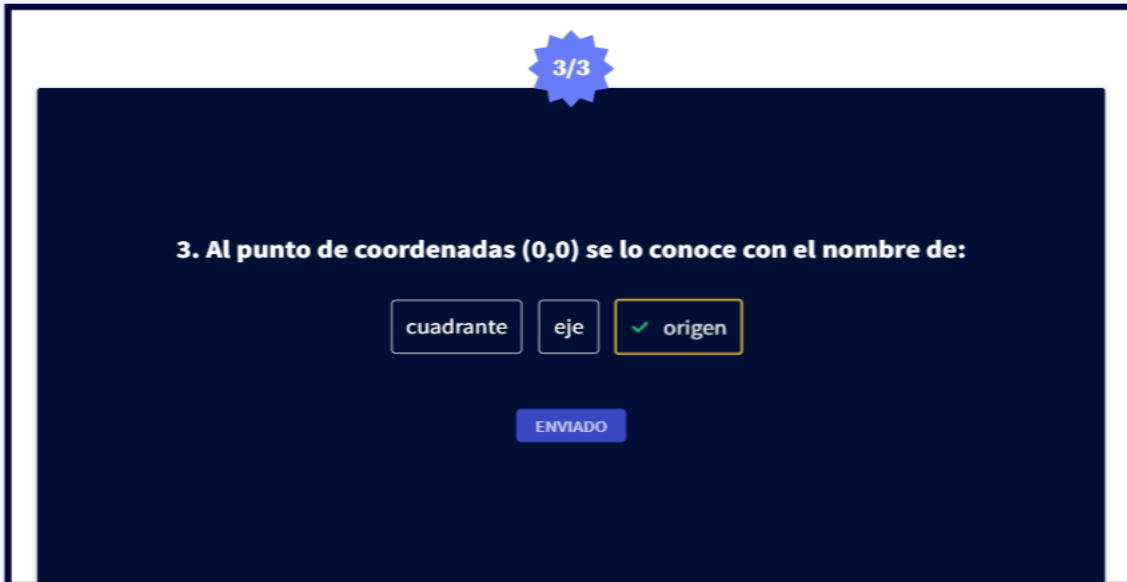 3/3
3. Al punto de coordenadas (0,0) se lo conoce con el nombre de:
cuadrante eje origen
ENVIADO